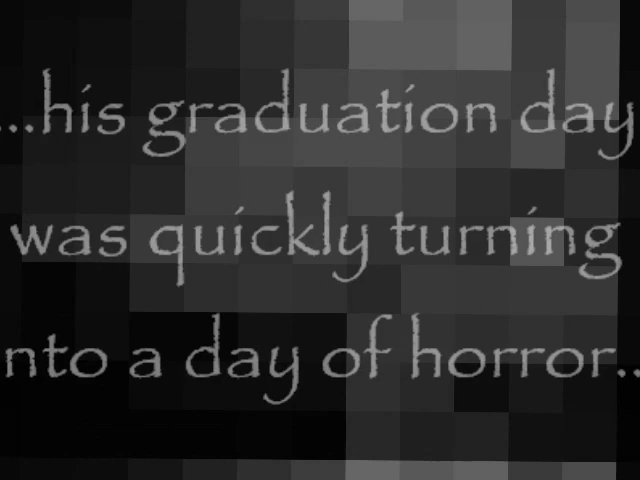 ...his graduation day
was quickly turning
nto a day of horror..